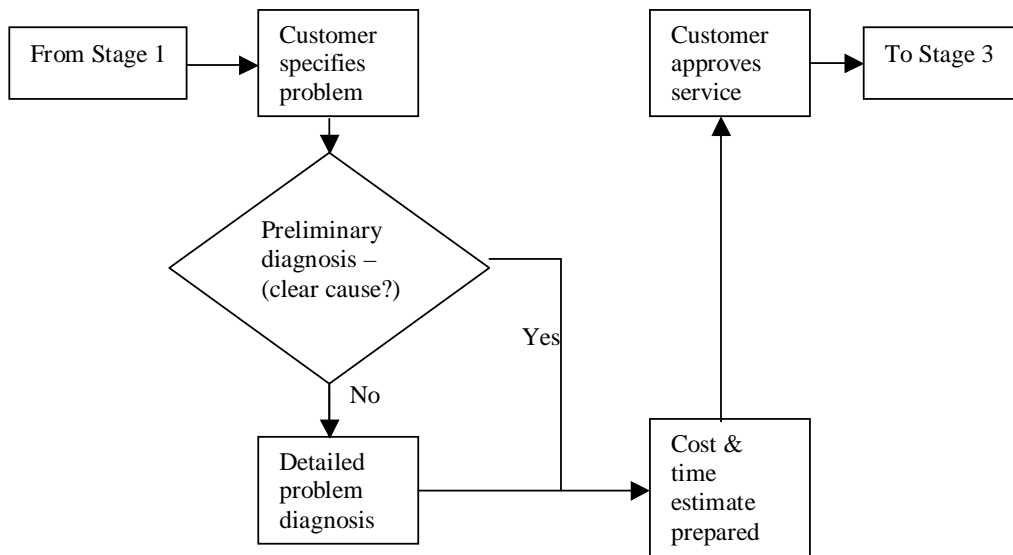 From Stage 1
Customer
specifies
problem
Preliminary
diagnosis –
(clear cause?)
Yes
No
Detailed
problem
diagnosis
Cost &
time
estimate
prepared
Customer
approves
service
To Stage 3